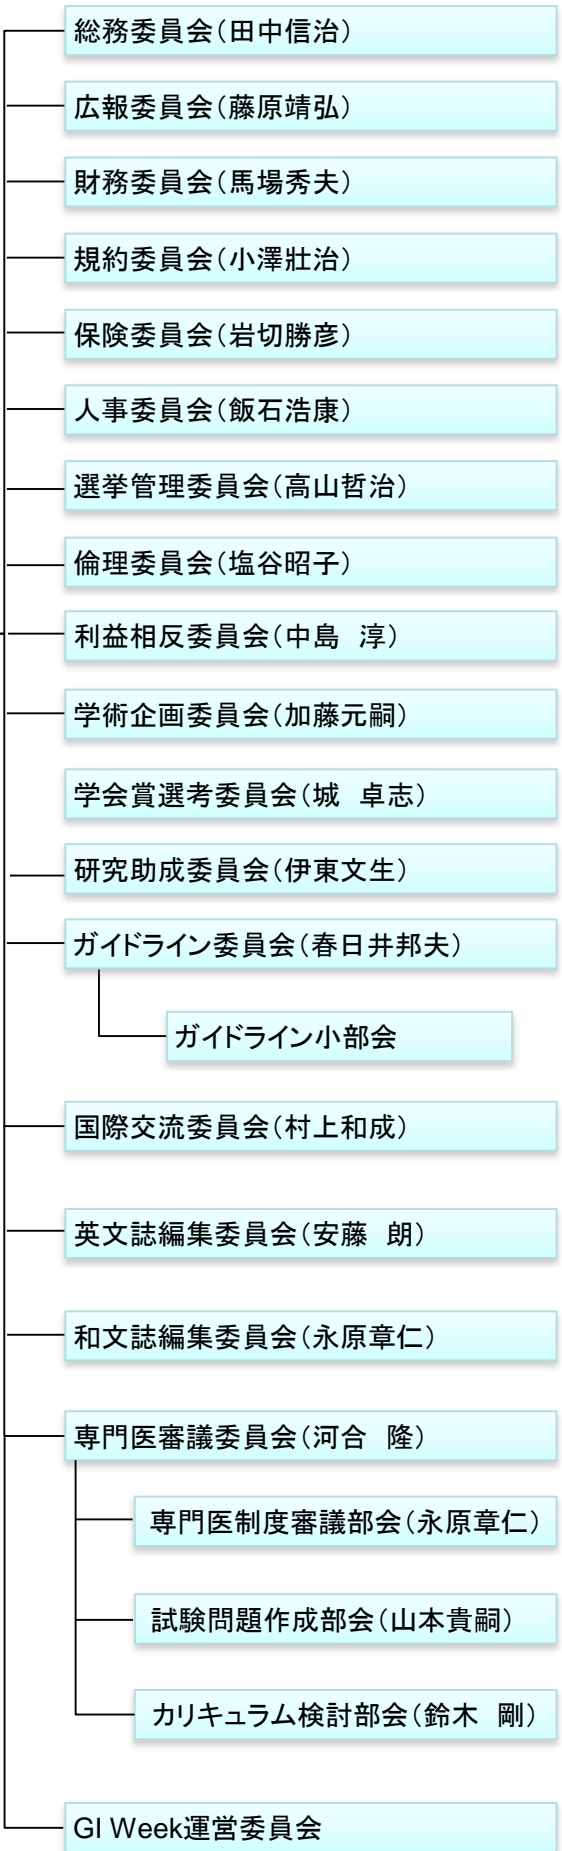 総務委員会（田中信治）
広報委員会（藤原靖弘）
財務委員会（馬場秀夫）
規約委員会（小澤壯治）
保険委員会（岩切勝彦）
人事委員会（飯石浩康）
選挙管理委員会（高山哲治）
倫理委員会（塩谷昭子）
利益相反委員会（中島　淳）
学術企画委員会（加藤元嗣）
学会賞選考委員会（城　卓志）
研究助成委員会（伊東文生）
ガイドライン委員会（春日井邦夫）
ガイドライン小部会
国際交流委員会（村上和成）
英文誌編集委員会（安藤　朗）
和文誌編集委員会（永原章仁）
専門医審議委員会（河合　隆）
専門医制度審議部会（永原章仁）
試験問題作成部会（山本貴嗣）
カリキュラム検討部会（鈴木　剛）
GI Week運営委員会